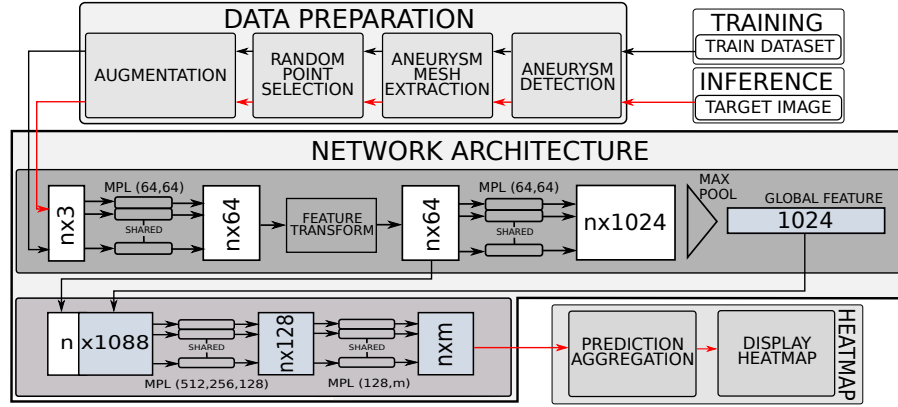 DATA PREPARATION
TRAINING
TRAIN DATASET
INFERENCE
TARGET IMAGE
AUGMENTATION
RANDOM
POINT
SELECTION
ANEURYSM
MESH
EXTRACTION
ANEURYSM
DETECTION
NETWORK ARCHITECTURE
nx3
MPL (64,64)
SHARED
nx64
FEATURE
TRANSFORM
nx64
MPL (64,64)
SHARED
nx1024
MAX
POOL
GLOBAL FEATURE
1024
n x1088
SHARED
MPL (512,256,128)
nx128
SHARED
MPL (128,m)
nxm
PREDICTION
AGGREGATION
DISPLAY
HEATMAP
HEATMAP